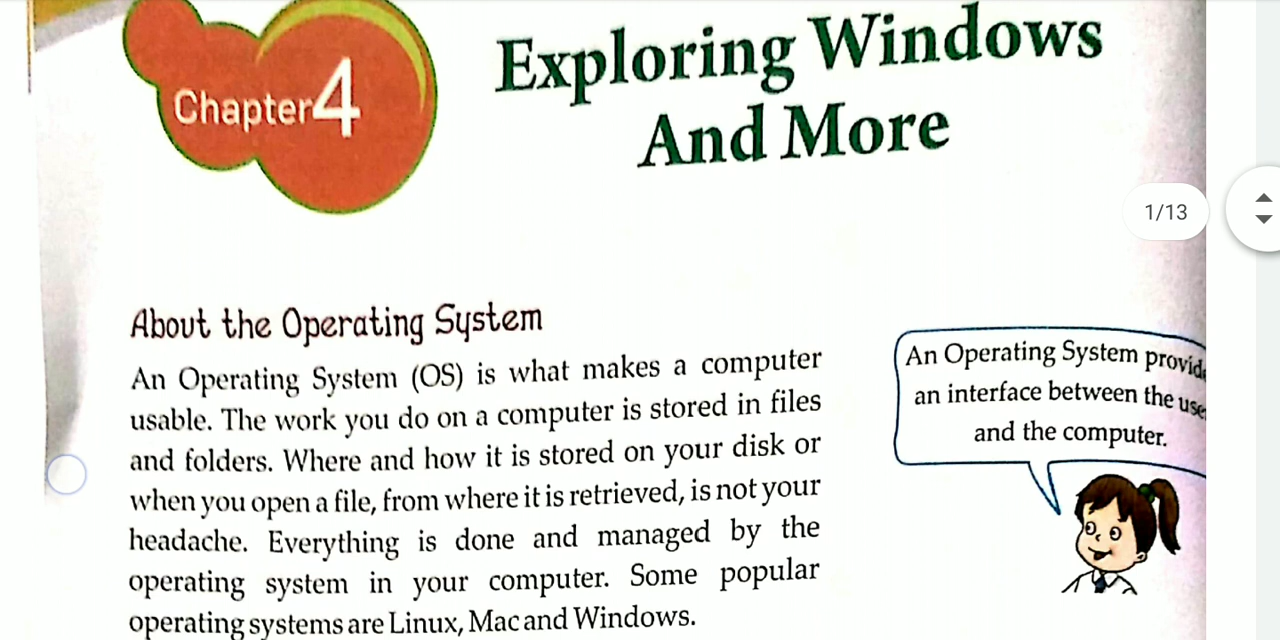 Chapter 4
Exploring Windows
And More
1/13
About the Operating System
An Operating System (OS) is what makes a computer
usable. The work you do on a computer is stored in files
and folders. Where and how it is stored on your disk or
when you open a file, from where it is retrieved, is not your
headache. Everything is done and managed by the
operating system in your computer. Some popular
operating systems are Linux, Mac and Windows.
An Operating System
an interface between the
and the computer.